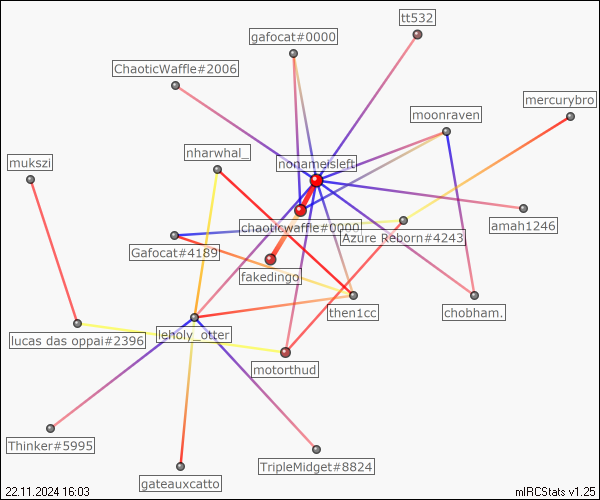 tt532
gafocat#0000
ChaoticWaffle#2006
mercurybro
moonraven
nharwhal_
mukszi
nonameisleft
amah1246
chaoticwaffle#0000
Azure Reborn#4243
Gafocat#4189
fakedingo
then1cc
chobham.
leholy_otter
lucas das oppai#2396
motorthud
Thinker#5995
TripleMidget#8824
gateauxcatto
22.11.2024 16:03
mIRCStats v1.25